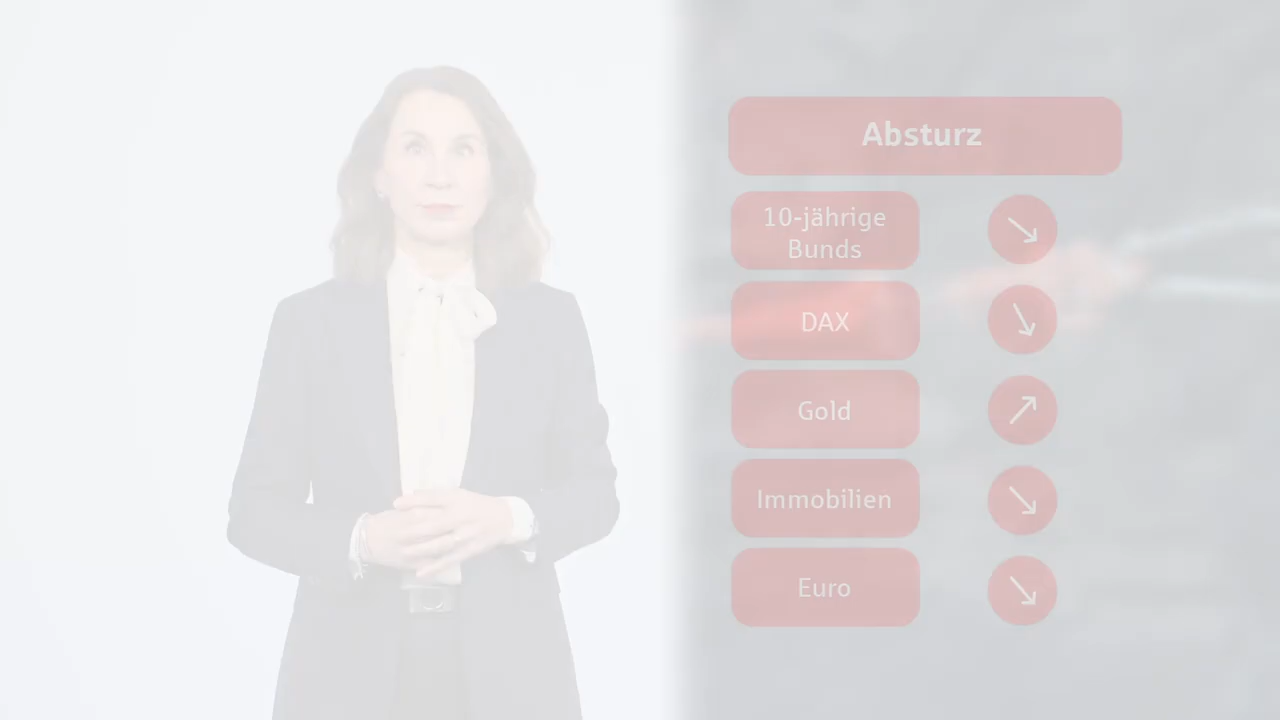 Absturz
10-jährige
Bunds
DAX
Gold
Immobilien
Euro